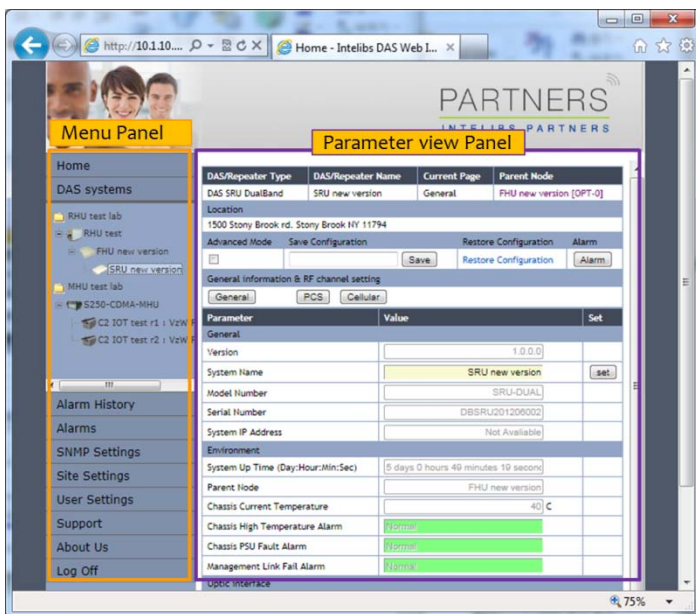 http://10.1.10....
Home - Intelibs DAS Web I...
PARTNERS
INTELIBS PARTNERS
Menu Panel
Parameter view Panel
Home
DAS systems
RHU test lab
RHU test
FHU new version
SRU new version
MHU test lab
S250-CDMA-MHU
C2 IOT test r1 : VzW
C2 IOT test r2 : VzW
Alarm History
Alarms
SNMP Settings
Site Settings
User Settings
Support
About Us
Log Off
DAS/Repeater Type DAS/Repeater Name Current Page Parent Node
DAS SRU DualBand SRU new version General FHU new version [OPT-0]
Location
1500 Stony Brook rd. Stony Brook NY 11794
Advanced Mode Save Configuration Restore Configuration Alarm
Save Restore Configuration Alarm
General Information & RF channel setting
General PCS Cellular
Parameter Value Set
General
Version 1.0.0.0
System Name SRU new version set
Model Number SRU-DUAL
Serial Number DBSRU201206002
System IP Address Not Avaliable
Environment
System Up Time (Day:Hour:Min:Sec) 5 days 0 hours 49 minutes 19 second
Parent Node FHU new version
Chassis Current Temperature 40 C
Chassis High Temperature Alarm Normal
Chassis PSU Fault Alarm Normal
Management Link Fail Alarm Normal
Optic Interface
75%